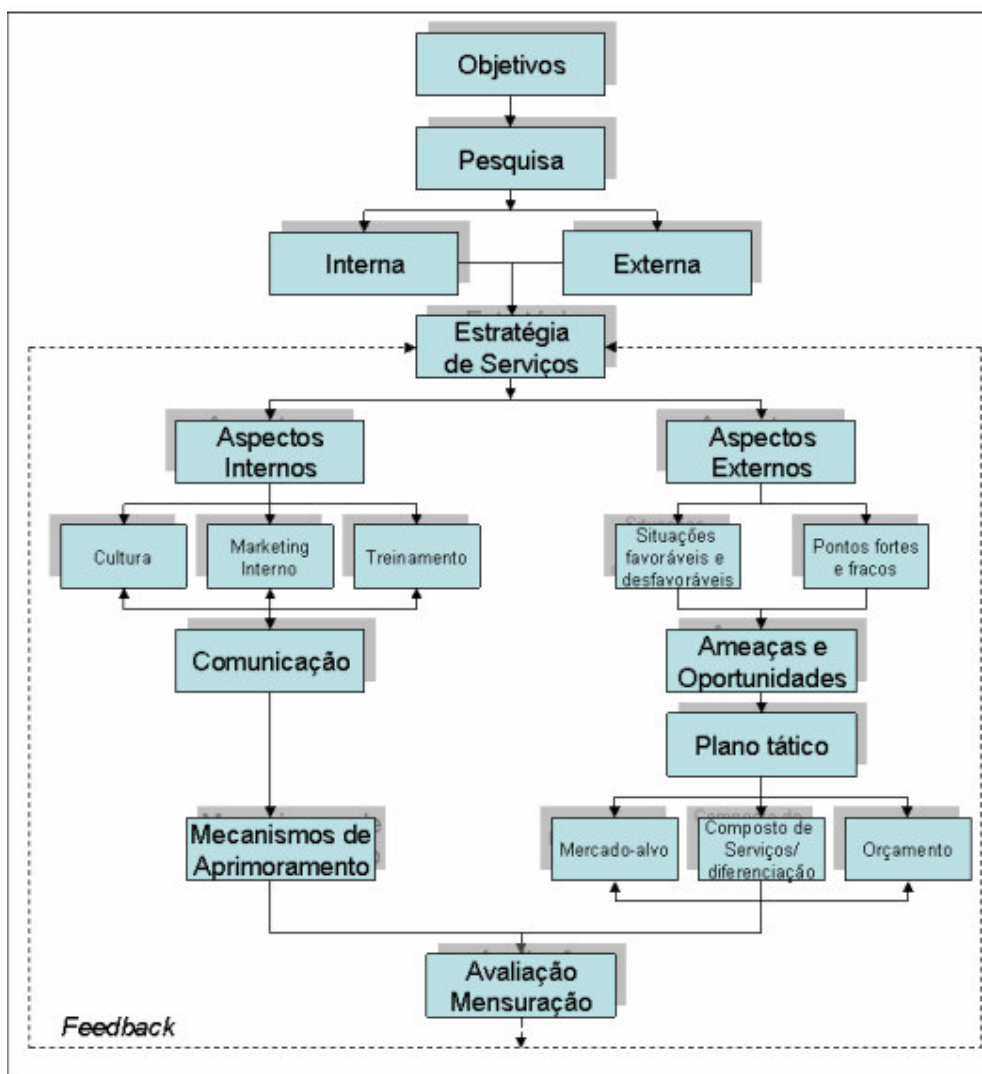 Objetivos
Pesquisa
Interna
Externa
Estratégia
de Serviços
Aspectos
Internos
Aspectos
Externos
Cultura
Marketing
Interno
Treinamento
Situações
favoráveis e
desfavoráveis
Pontos fortes
e fracos
Comunicação
Ameaças e
Oportunidades
Plano tático
Mecanismos de
Aprimoramento
Mercado-alvo
Composto de
Serviços/
diferenciação
Orçamento
Avaliação
Mensuração
Feedback